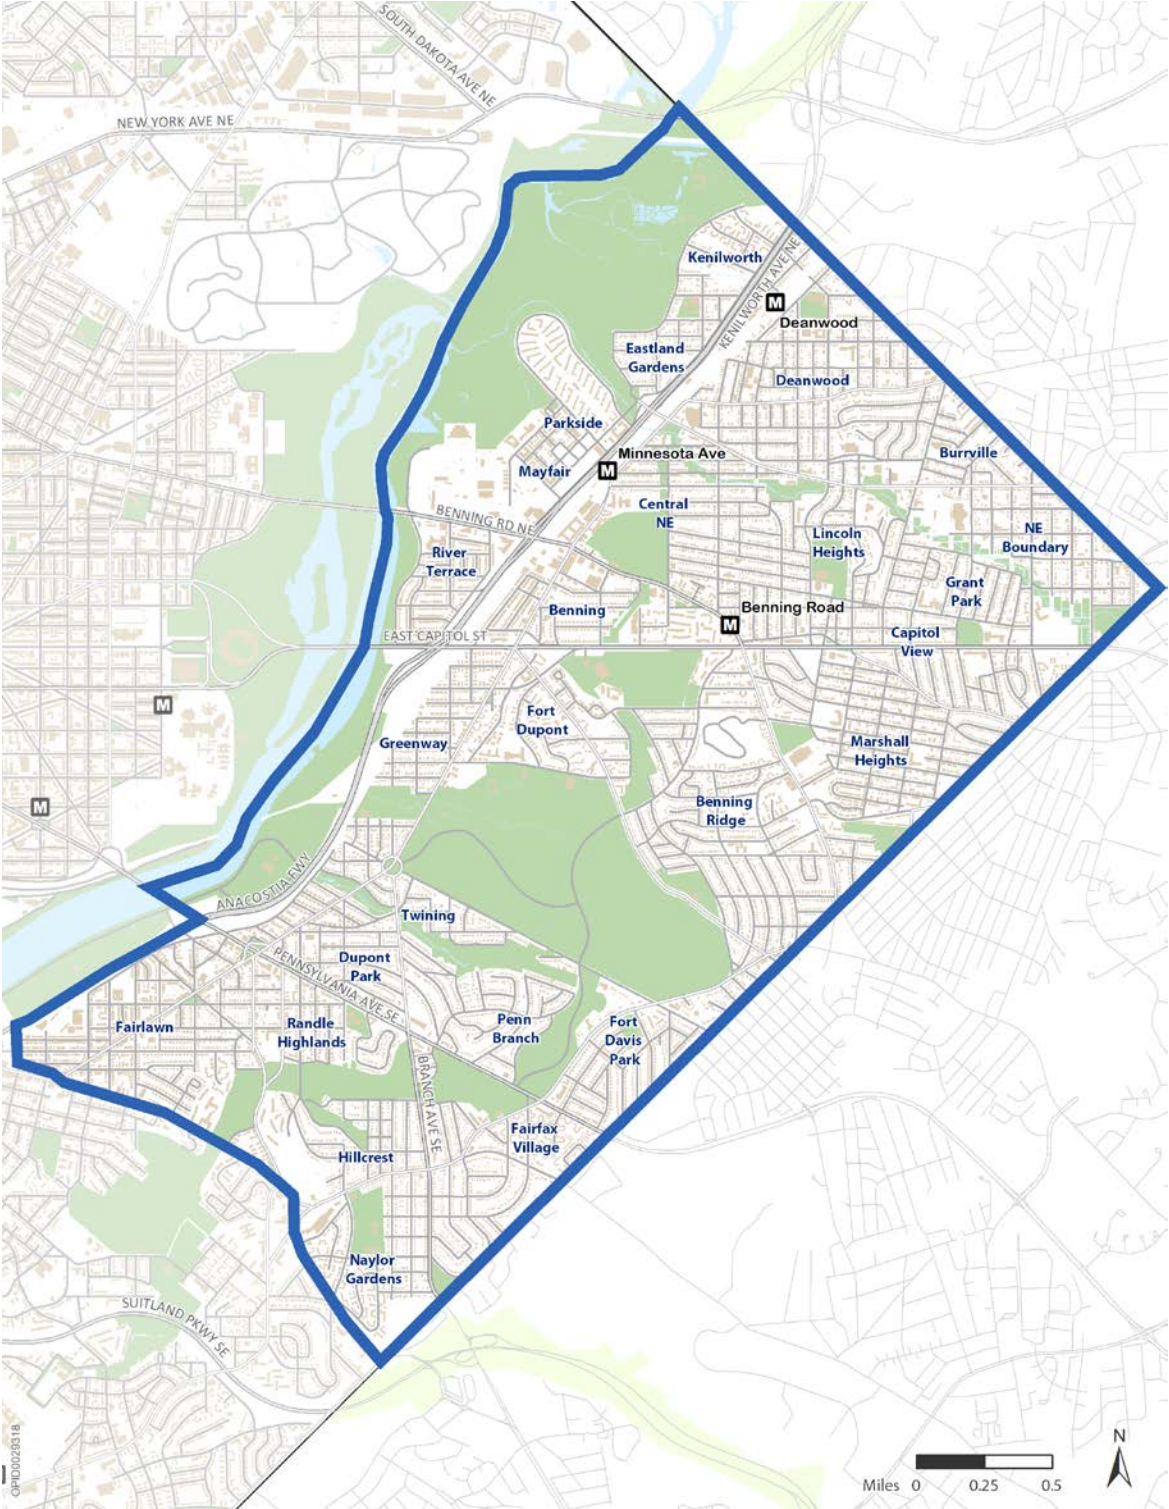 SOUTH DAKOTA AVE NE
NEW YORK AVE NE
Kenilworth
KENILWORTH AVE NE
M
Deanwood
Eastland
Gardens
Deanwood
Parkside
Minnesota Ave
M
Mayfair
Burrville
Central
NE
BENNING RD NE
Lincoln
Heights
NE
Boundary
River
Terrace
Grant
Park
Benning
Benning Road
M
EAST CAPITOL ST
Capitol
View
M
Fort
Dupont
Greenway
Marshall
Heights
M
Benning
Ridge
ANACOSTIA FWY
Twining
Dupont
Park
PENNSYLVANIA AVE SE
Fairlawn
Randle
Highlands
Penn
Branch
Fort
Davis
Park
BRANCH AVE SE
Fairfax
Village
Hillcrest
Naylor
Gardens
SUITLAND PKWY SE
OPID0029318
N
Miles 0 0.25 0.5